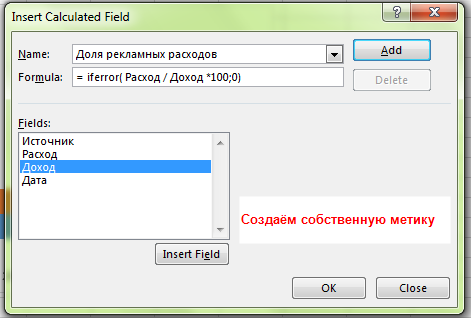 Insert Calculated Field
Name: Доля рекламных расходов Add
Formula: = iferror( Расход / Доход *100;0) Delete
Fields:
Источник
Расход
Доход
Дата
Создаём собственную метику
Insert Field
OK Close